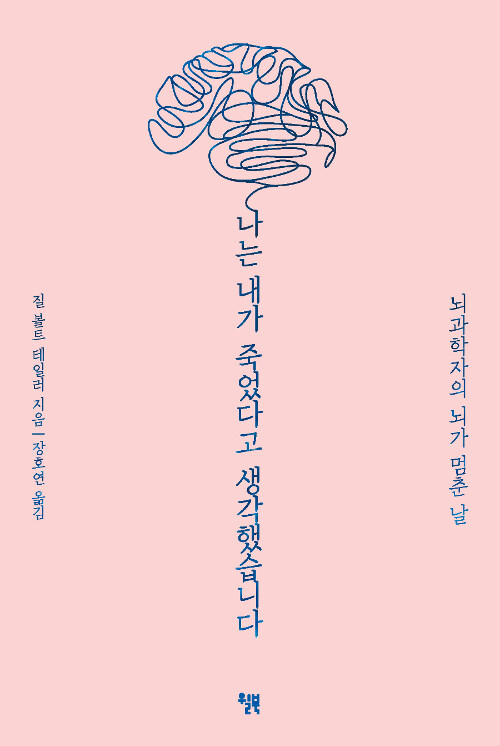 나는 내가 죽었다고 생각했습니다
뇌과학자의 뇌가 멈춘 날
질 볼트 테일러 지음 | 장호연 옮김
윌북